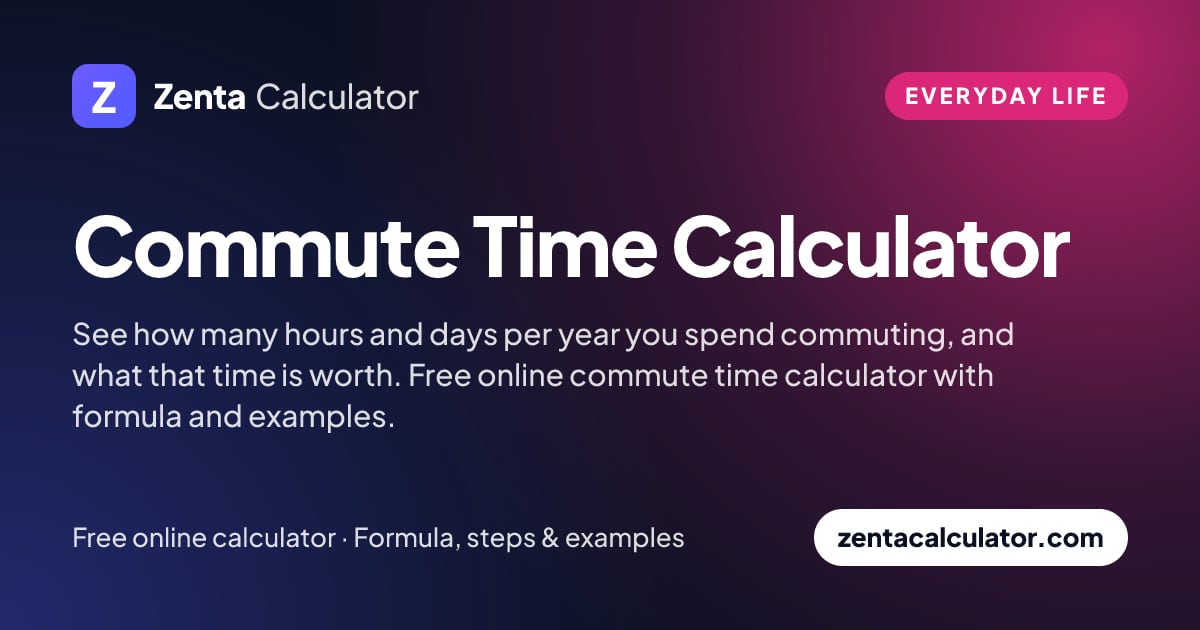 Z
Zenta Calculator
EVERYDAY LIFE
Commute Time Calculator
See how many hours and days per year you spend commuting, and
what that time is worth. Free online commute time calculator with
formula and examples.
Free online calculator · Formula, steps & examples
zentacalculator.com